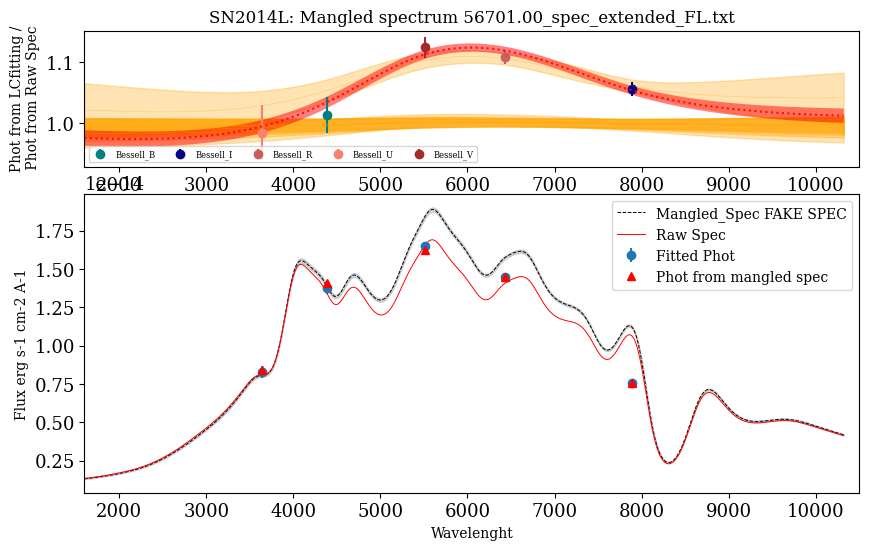 SN2014L: Mangled spectrum 56701.00_spec_extended_FL.txt
Phot from LCfitting /
Phot from Raw Spec
1.1
1.0
Bessell_B
Bessell_I
Bessell_R
Bessell_U
Bessell_V
2000 3000 4000 5000 6000 7000 8000 9000 10000
1e−14
Mangled_Spec FAKE SPEC
Raw Spec
Fitted Phot
Phot from mangled spec
Flux erg s-1 cm-2 A-1
1.75
1.50
1.25
1.00
0.75
0.50
0.25
2000 3000 4000 5000 6000 7000 8000 9000 10000
Wavelenght